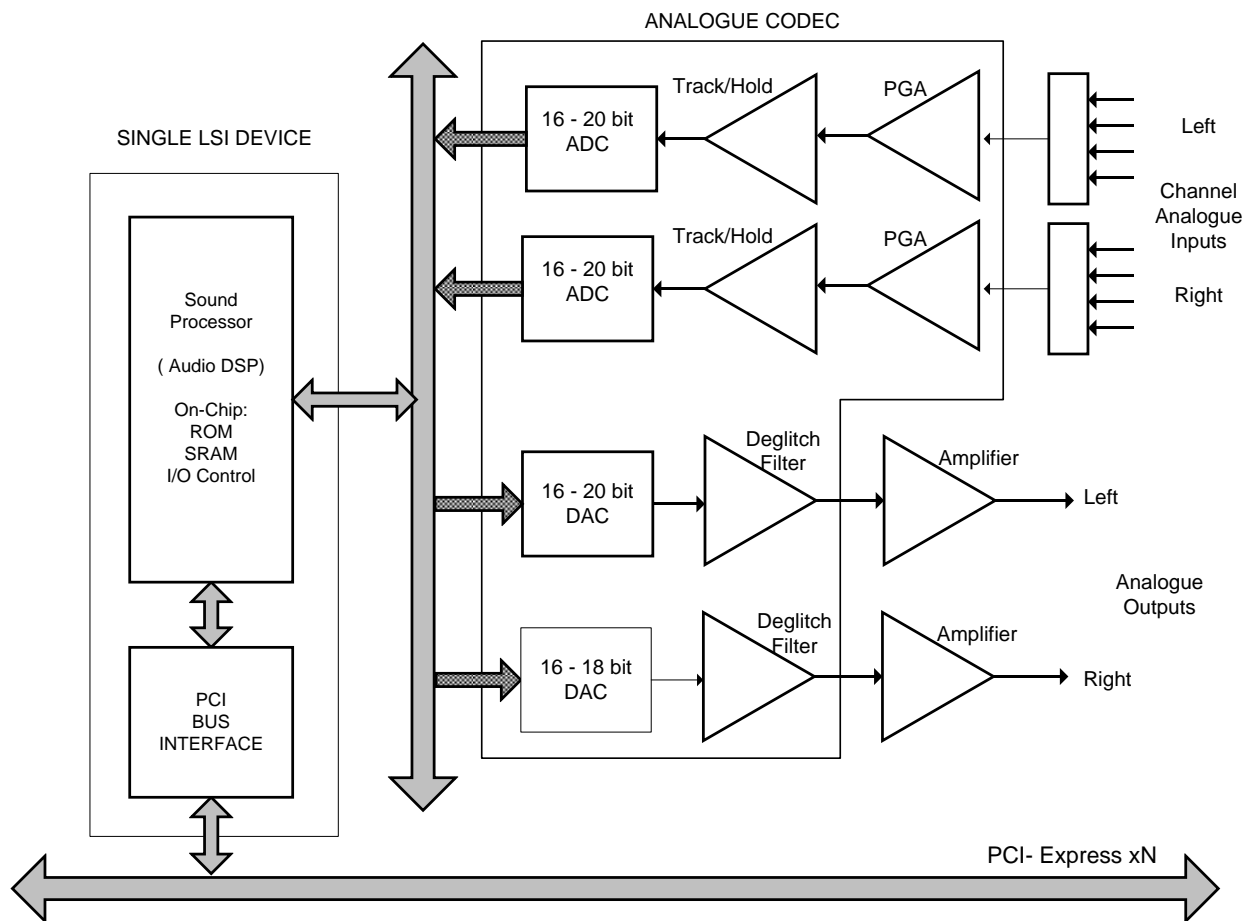 ANALOGUE CODEC
SINGLE LSI DEVICE
Sound
Processor
( Audio DSP)
On-Chip:
ROM
SRAM
I/O Control
PCI
BUS
INTERFACE
16 - 20 bit
ADC
Track/Hold
PGA
Left
Channel
Analogue
Inputs
16 - 20 bit
ADC
Track/Hold
PGA
Right
16 - 20 bit
DAC
Deglitch
Filter
Amplifier
Left
Analogue
Outputs
16 - 18 bit
DAC
Deglitch
Filter
Amplifier
Right
PCI- Express xN